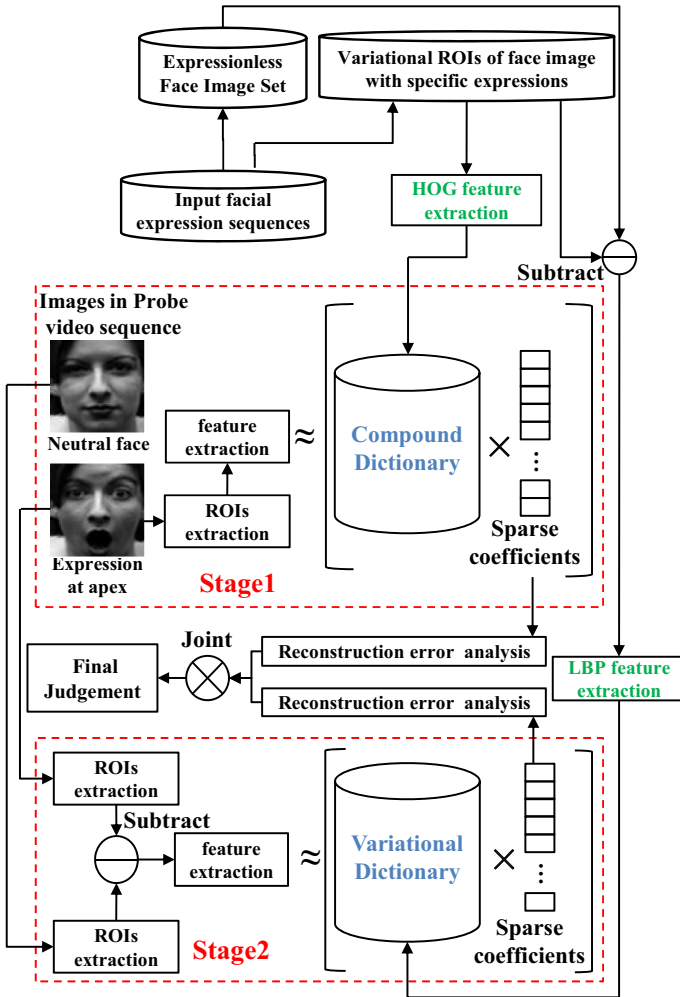 Expressionless
Face Image Set
Variational ROIs of face image
with specific expressions
Input facial
expression sequences
HOG feature
extraction
Subtract
Images in Probe
video sequence
Neutral face
feature
extraction
≈
Compound
Dictionary
×
ROIs
extraction
Expression
at apex
Sparse
coefficients
Stage1
Joint
Reconstruction error analysis
Final
Judgement
Reconstruction error analysis
LBP feature
extraction
ROIs
extraction
Subtract
feature
extraction
≈
Variational
Dictionary
×
ROIs
extraction
Sparse
coefficients
Stage2